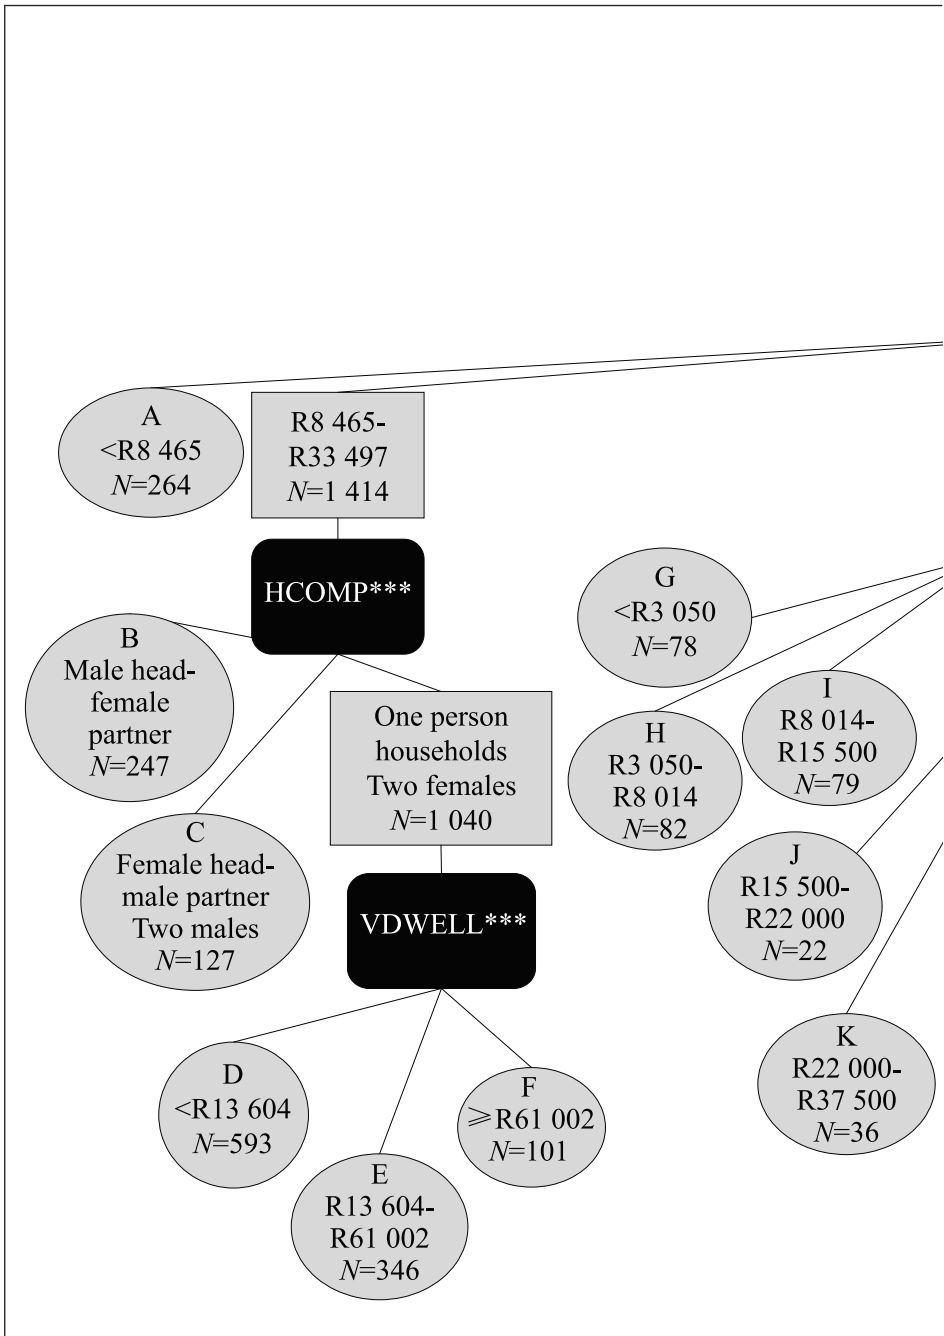 A
<R8 465
N=264
R8 465-
R33 497
N=1 414
HCOMP***
B
Male head-
female
partner
N=247
C
Female head-
male partner
Two males
N=127
One person
households
Two females
N=1 040
VDWELL***
D
<R13 604
N=593
E
R13 604-
R61 002
N=346
F
⩾R61 002
N=101
G
<R3 050
N=78
H
R3 050-
R8 014
N=82
I
R8 014-
R15 500
N=79
J
R15 500-
R22 000
N=22
K
R22 000-
R37 500
N=36